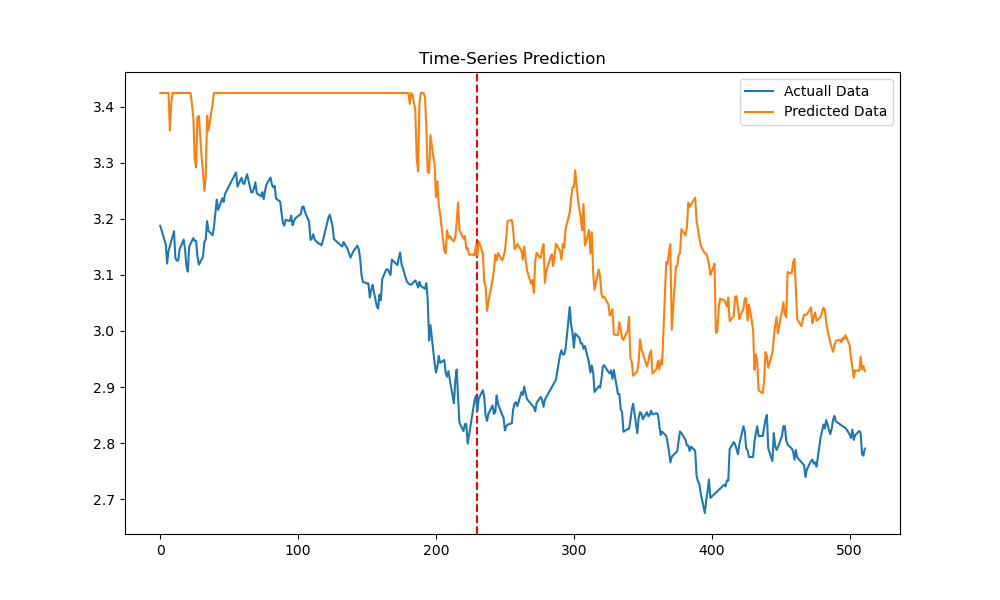 Time-Series Prediction
Actuall Data
Predicted Data
3.4
3.3
3.2
3.1
3.0
2.9
2.8
2.7
0 100 200 300 400 500